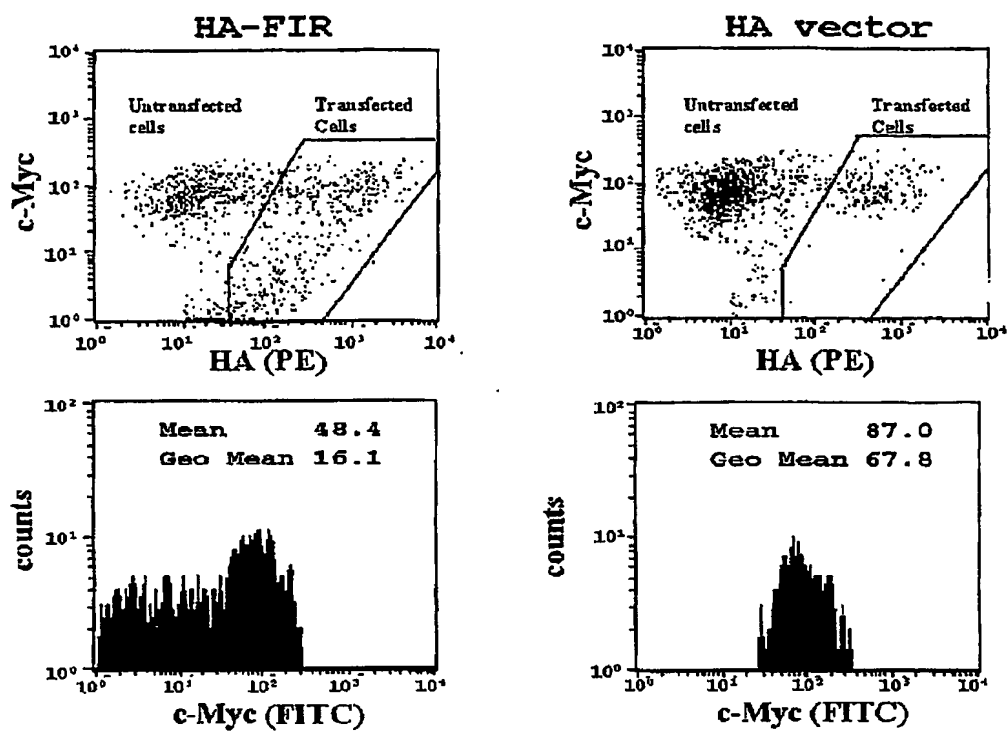 HA-FIR
HA vector
10⁴
10³
10²
10¹
10⁰
c-Myc
Untransfected cells
Transfected Cells
10⁰ 10¹ 10² 10³ 10⁴
HA (PE)
10⁴
10³
10²
10¹
10⁰
c-Myc
Untransfected cells
Transfected Cells
10⁰ 10¹ 10² 10³ 10⁴
HA (PE)
10²
10¹
10⁰
counts
Mean 48.4
Geo Mean 16.1
10⁰ 10¹ 10² 10³ 10⁴
c-Myc (FITC)
10²
10¹
10⁰
counts
Mean 87.0
Geo Mean 67.8
10⁰ 10¹ 10² 10³ 10⁴
c-Myc (FITC)